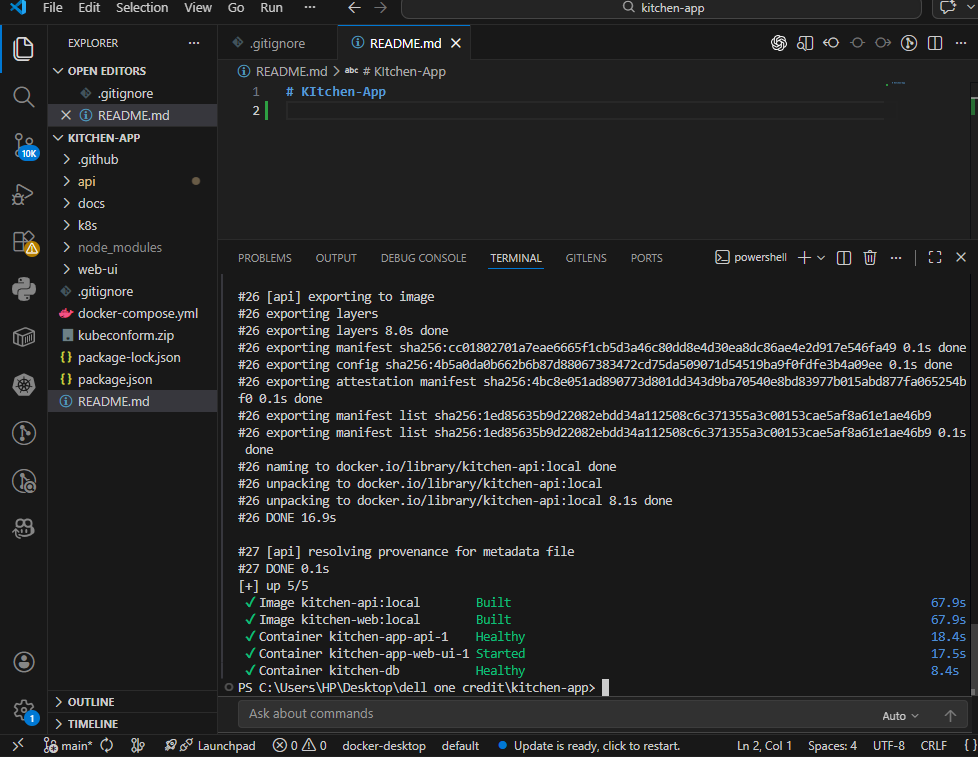 File Edit Selection View Go Run ··· kitchen-app
EXPLORER ···
OPEN EDITORS
.gitignore
README.md
KITCHEN-APP
.github
api
docs
k8s
node_modules
web-ui
.gitignore
docker-compose.yml
kubeconform.zip
package-lock.json
package.json
README.md
OUTLINE
TIMELINE
10K
1
.gitignore README.md
README.md > abc # KItchen-App
1 # KItchen-App
2
PROBLEMS OUTPUT DEBUG CONSOLE TERMINAL GITLENS PORTS powershell
#26 [api] exporting to image
#26 exporting layers
#26 exporting layers 8.0s done
#26 exporting manifest sha256:cc01802701a7eae6665f1cb5d3a46c80dd8e4d30ea8dc86ae4e2d917e546fa49 0.1s done
#26 exporting config sha256:4b5a0da0b662b6b87d88067383472cd75da509071d54519ba9f0fdfe3b4a09ee 0.1s done
#26 exporting attestation manifest sha256:4bc8e051ad890773d801dd343d9ba70540e8bd83977b015abd877fa065254b
f0 0.1s done
#26 exporting manifest list sha256:1ed85635b9d22082ebdd34a112508c6c371355a3c00153cae5af8a61e1ae46b9
#26 exporting manifest list sha256:1ed85635b9d22082ebdd34a112508c6c371355a3c00153cae5af8a61e1ae46b9 0.1s
done
#26 naming to docker.io/library/kitchen-api:local done
#26 unpacking to docker.io/library/kitchen-api:local
#26 unpacking to docker.io/library/kitchen-api:local 8.1s done
#26 DONE 16.9s
#27 [api] resolving provenance for metadata file
#27 DONE 0.1s
[+] up 5/5
✓ Image kitchen-api:local Built 67.9s
✓ Image kitchen-web:local Built 67.9s
✓ Container kitchen-app-api-1 Healthy 18.4s
✓ Container kitchen-app-web-ui-1 Started 17.5s
✓ Container kitchen-db Healthy 8.4s
PS C:\Users\HP\Desktop\dell one credit\kitchen-app>
Ask about commands
Auto
main* Launchpad 0 0 docker-desktop default Update is ready, click to restart. Ln 2, Col 1 Spaces: 4 UTF-8 CRLF {}